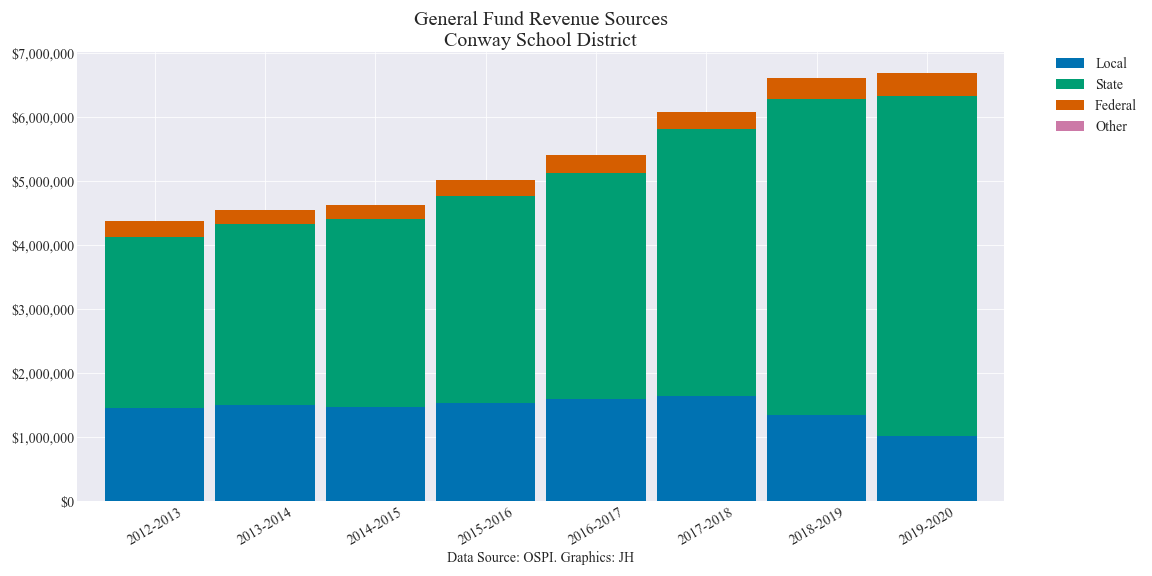 General Fund Revenue Sources
Conway School District
$7,000,000
$6,000,000
$5,000,000
$4,000,000
$3,000,000
$2,000,000
$1,000,000
$0
Local
State
Federal
Other
2012-2013
2013-2014
2014-2015
2015-2016
2016-2017
2017-2018
2018-2019
2019-2020
Data Source: OSPI. Graphics: JH